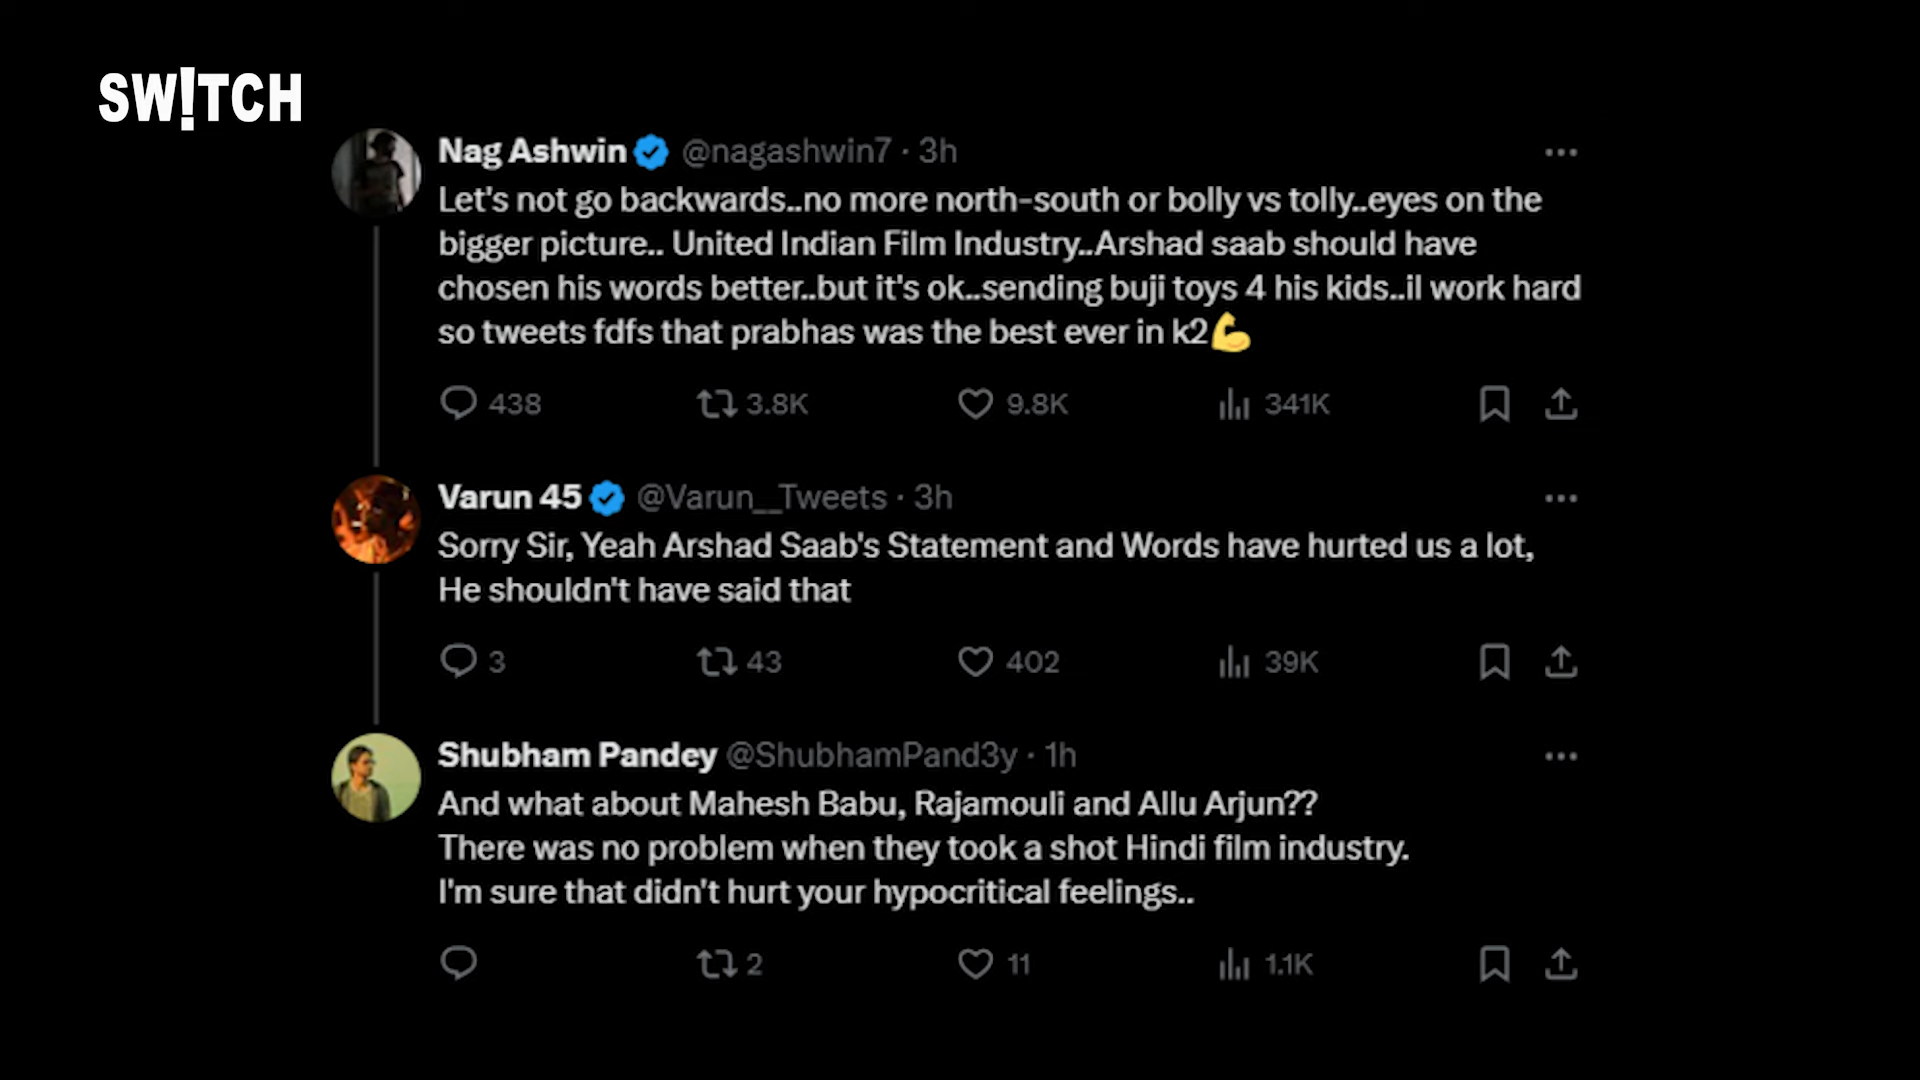 SW!TCH
Nag Ashwin @nagashwin7 · 3h
Let's not go backwards..no more north-south or bolly vs tolly..eyes on the
bigger picture.. United Indian Film Industry..Arshad saab should have
chosen his words better..but it's ok..sending buji toys 4 his kids..il work hard
so tweets fdfs that prabhas was the best ever in k2💪
438 3.8K 9.8K 341K
Varun 45 @Varun__Tweets · 3h
Sorry Sir, Yeah Arshad Saab's Statement and Words have hurted us a lot,
He shouldn't have said that
3 43 402 39K
Shubham Pandey @ShubhamPand3y · 1h
And what about Mahesh Babu, Rajamouli and Allu Arjun??
There was no problem when they took a shot Hindi film industry.
I'm sure that didn't hurt your hypocritical feelings..
2 11 1.1K